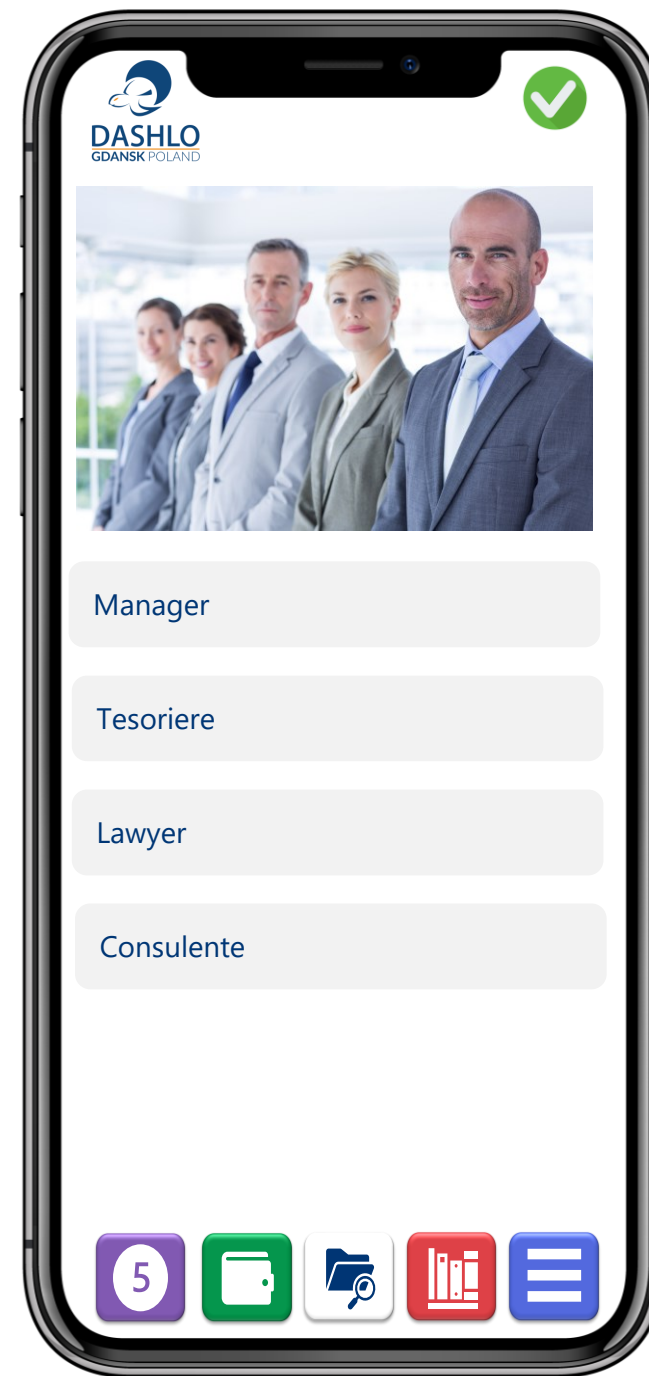 DASHLO
GDANSK POLAND
Manager
Tesoriere
Lawyer
Consulente
5